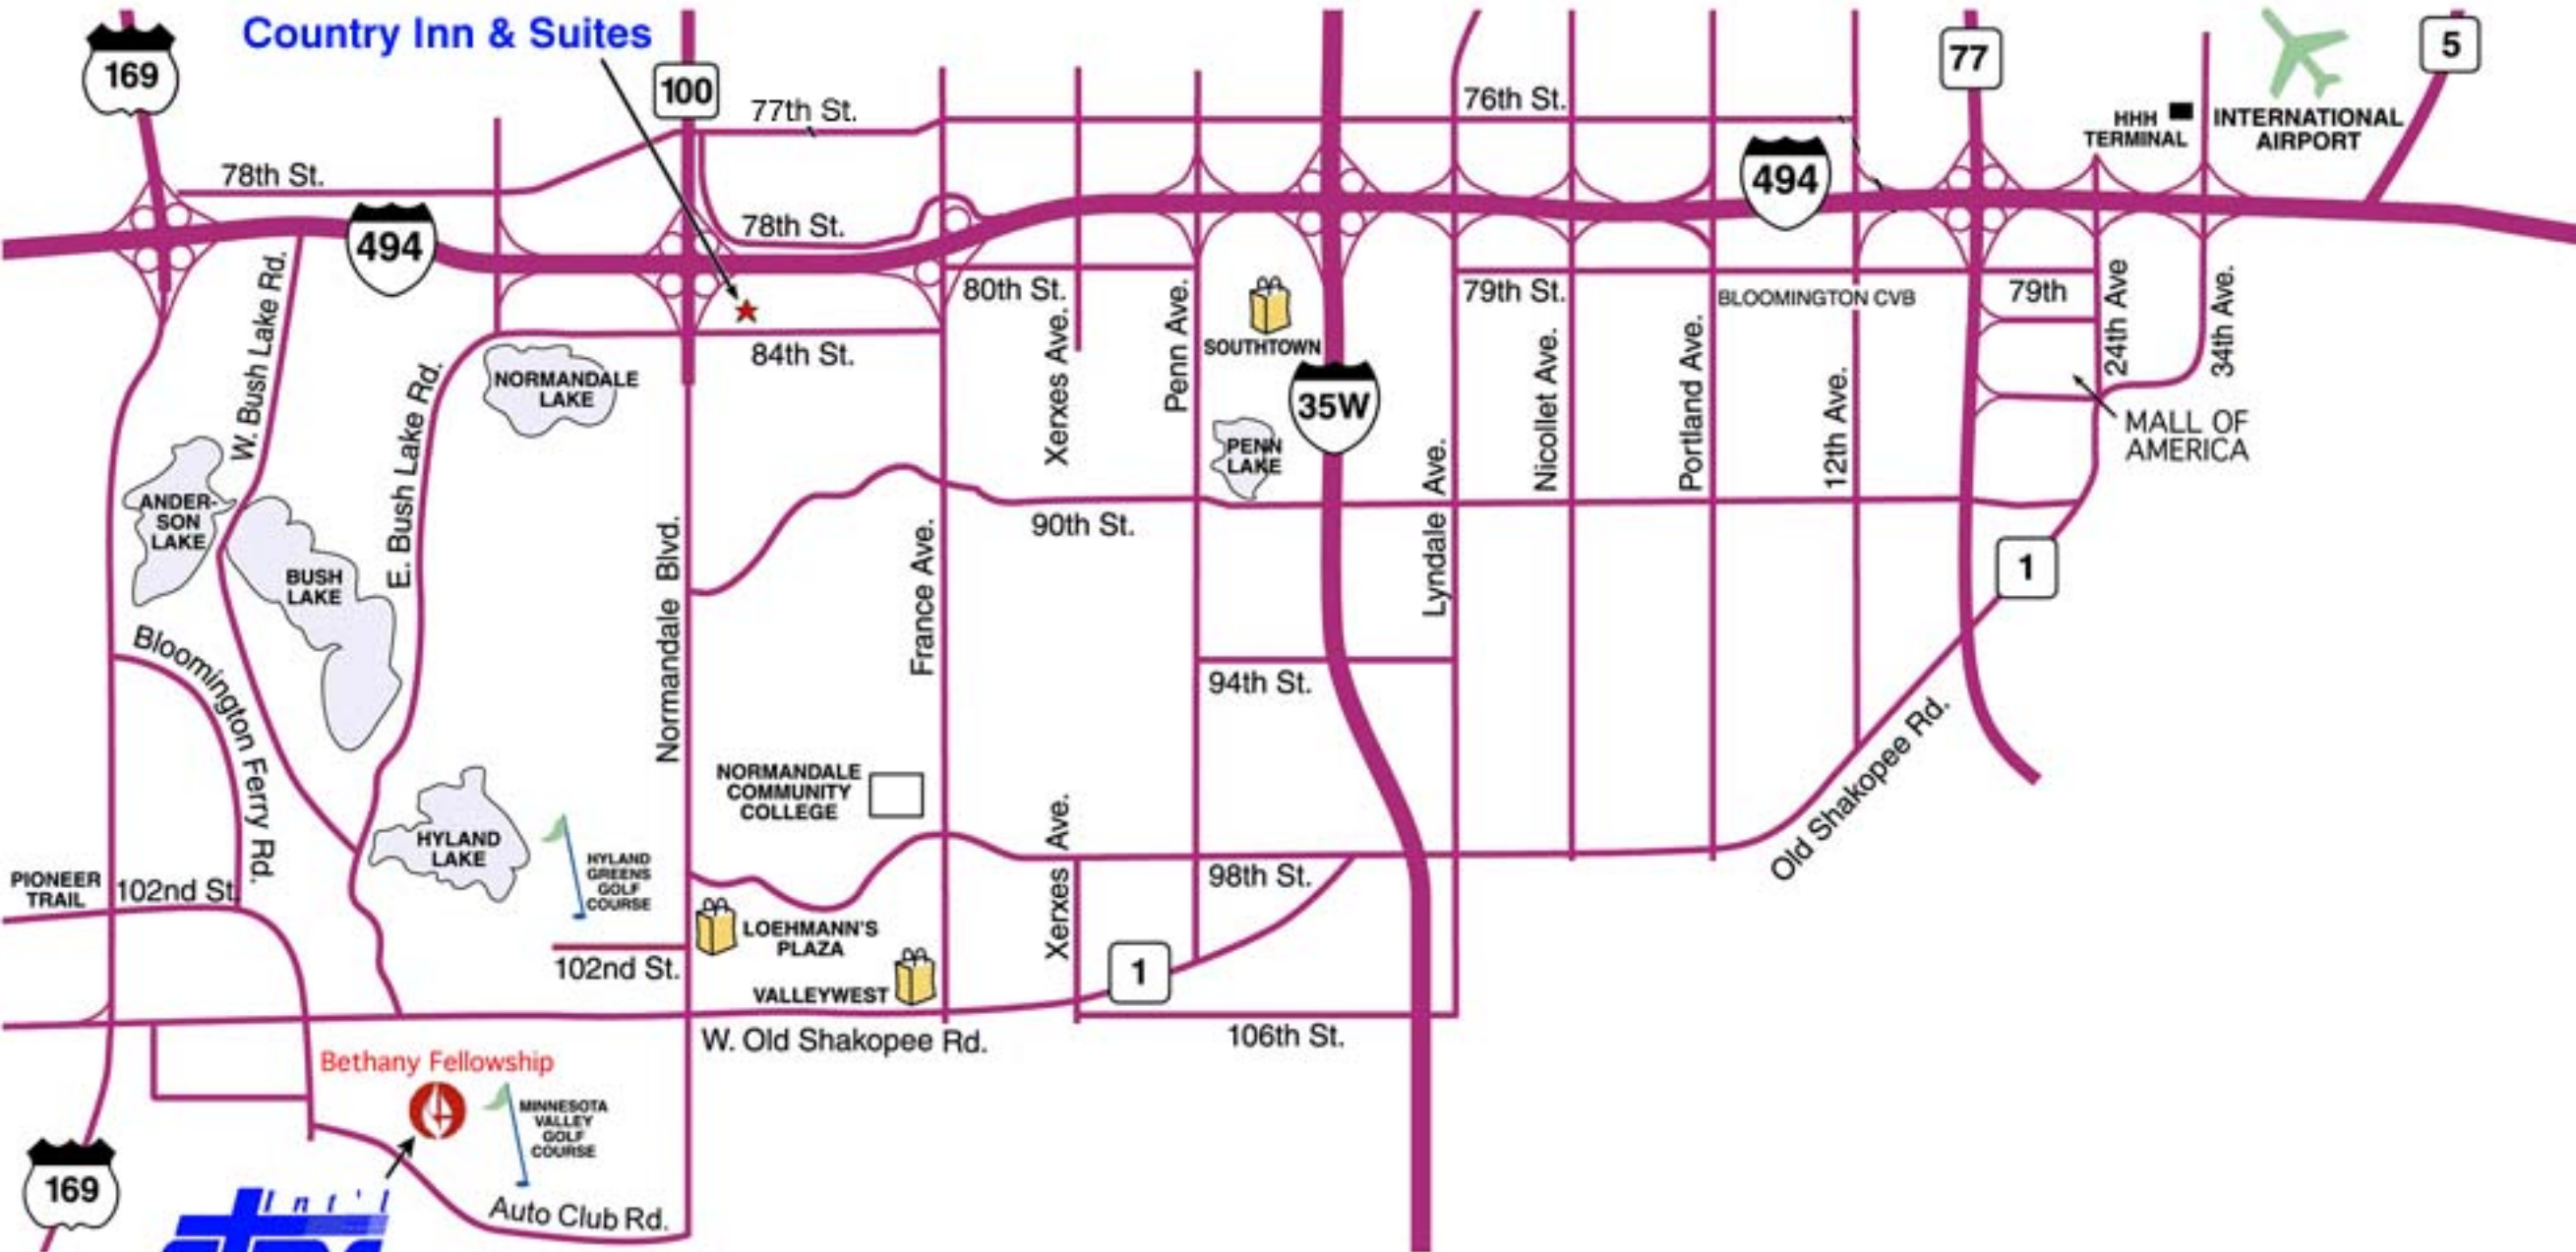 Country Inn & Suites
169
100
77
5
77th St.
76th St.
HHH
TERMINAL
INTERNATIONAL
AIRPORT
78th St.
494
78th St.
494
80th St.
79th St.
BLOOMINGTON CVB
79th
W. Bush Lake Rd.
E. Bush Lake Rd.
NORMANDALE
LAKE
84th St.
Xerxes Ave.
Penn Ave.
SOUTHTOWN
35W
Nicollet Ave.
Portland Ave.
12th Ave.
24th Ave
34th Ave.
MALL OF
AMERICA
ANDER-
SON
LAKE
PENN
LAKE
Lyndale Ave.
90th St.
BUSH
LAKE
Normandale Blvd.
France Ave.
1
Bloomington Ferry Rd.
94th St.
Old Shakopee Rd.
NORMANDALE
COMMUNITY
COLLEGE
Xerxes Ave.
HYLAND
LAKE
HYLAND
GREENS
GOLF
COURSE
98th St.
PIONEER
TRAIL
102nd St.
LOEHMANN'S
PLAZA
102nd St.
VALLEYWEST
1
W. Old Shakopee Rd.
106th St.
Bethany Fellowship
MINNESOTA
VALLEY
GOLF
COURSE
169
Int'l
Auto Club Rd.